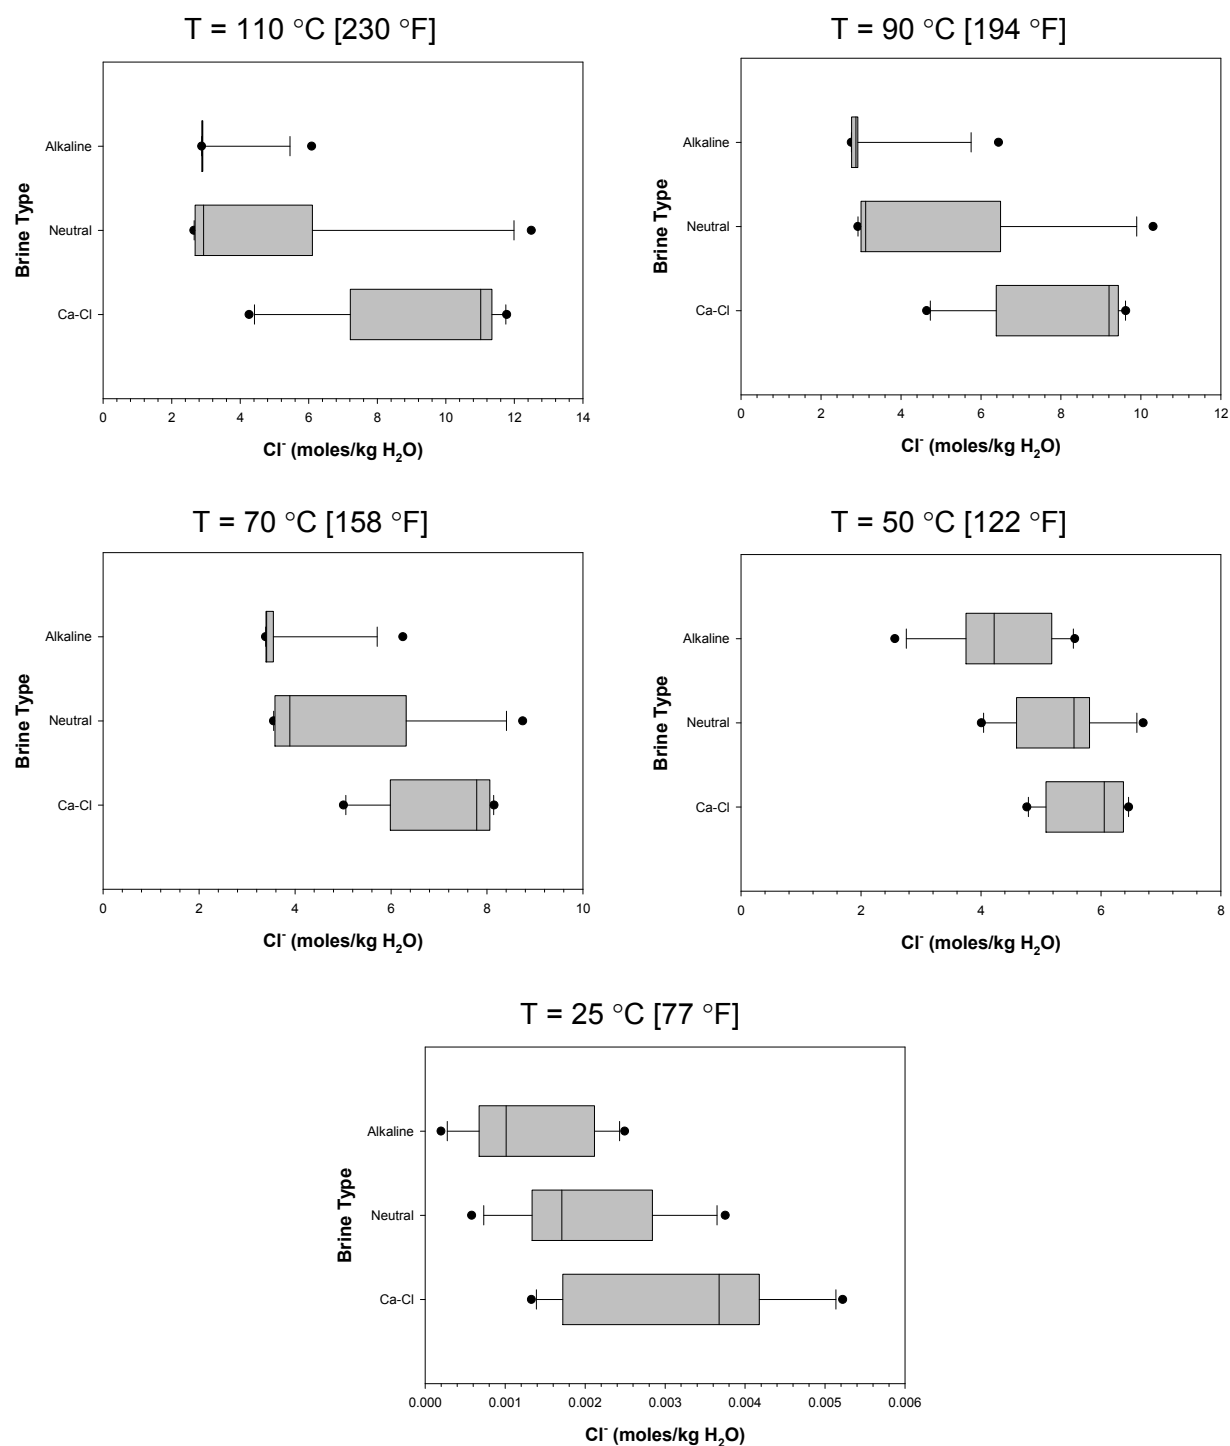 T = 110 °C [230 °F]
Brine Type
Alkaline
Neutral
Ca-Cl
0 2 4 6 8 10 12 14
Cl⁻ (moles/kg H₂O)
T = 90 °C [194 °F]
Brine Type
Alkaline
Neutral
Ca-Cl
0 2 4 6 8 10 12
Cl⁻ (moles/kg H₂O)
T = 70 °C [158 °F]
Brine Type
Alkaline
Neutral
Ca-Cl
0 2 4 6 8 10
Cl⁻ (moles/kg H₂O)
T = 50 °C [122 °F]
Brine Type
Alkaline
Neutral
Ca-Cl
0 2 4 6 8
Cl⁻ (moles/kg H₂O)
T = 25 °C [77 °F]
Brine Type
Alkaline
Neutral
Ca-Cl
0.000 0.001 0.002 0.003 0.004 0.005 0.006
Cl⁻ (moles/kg H₂O)